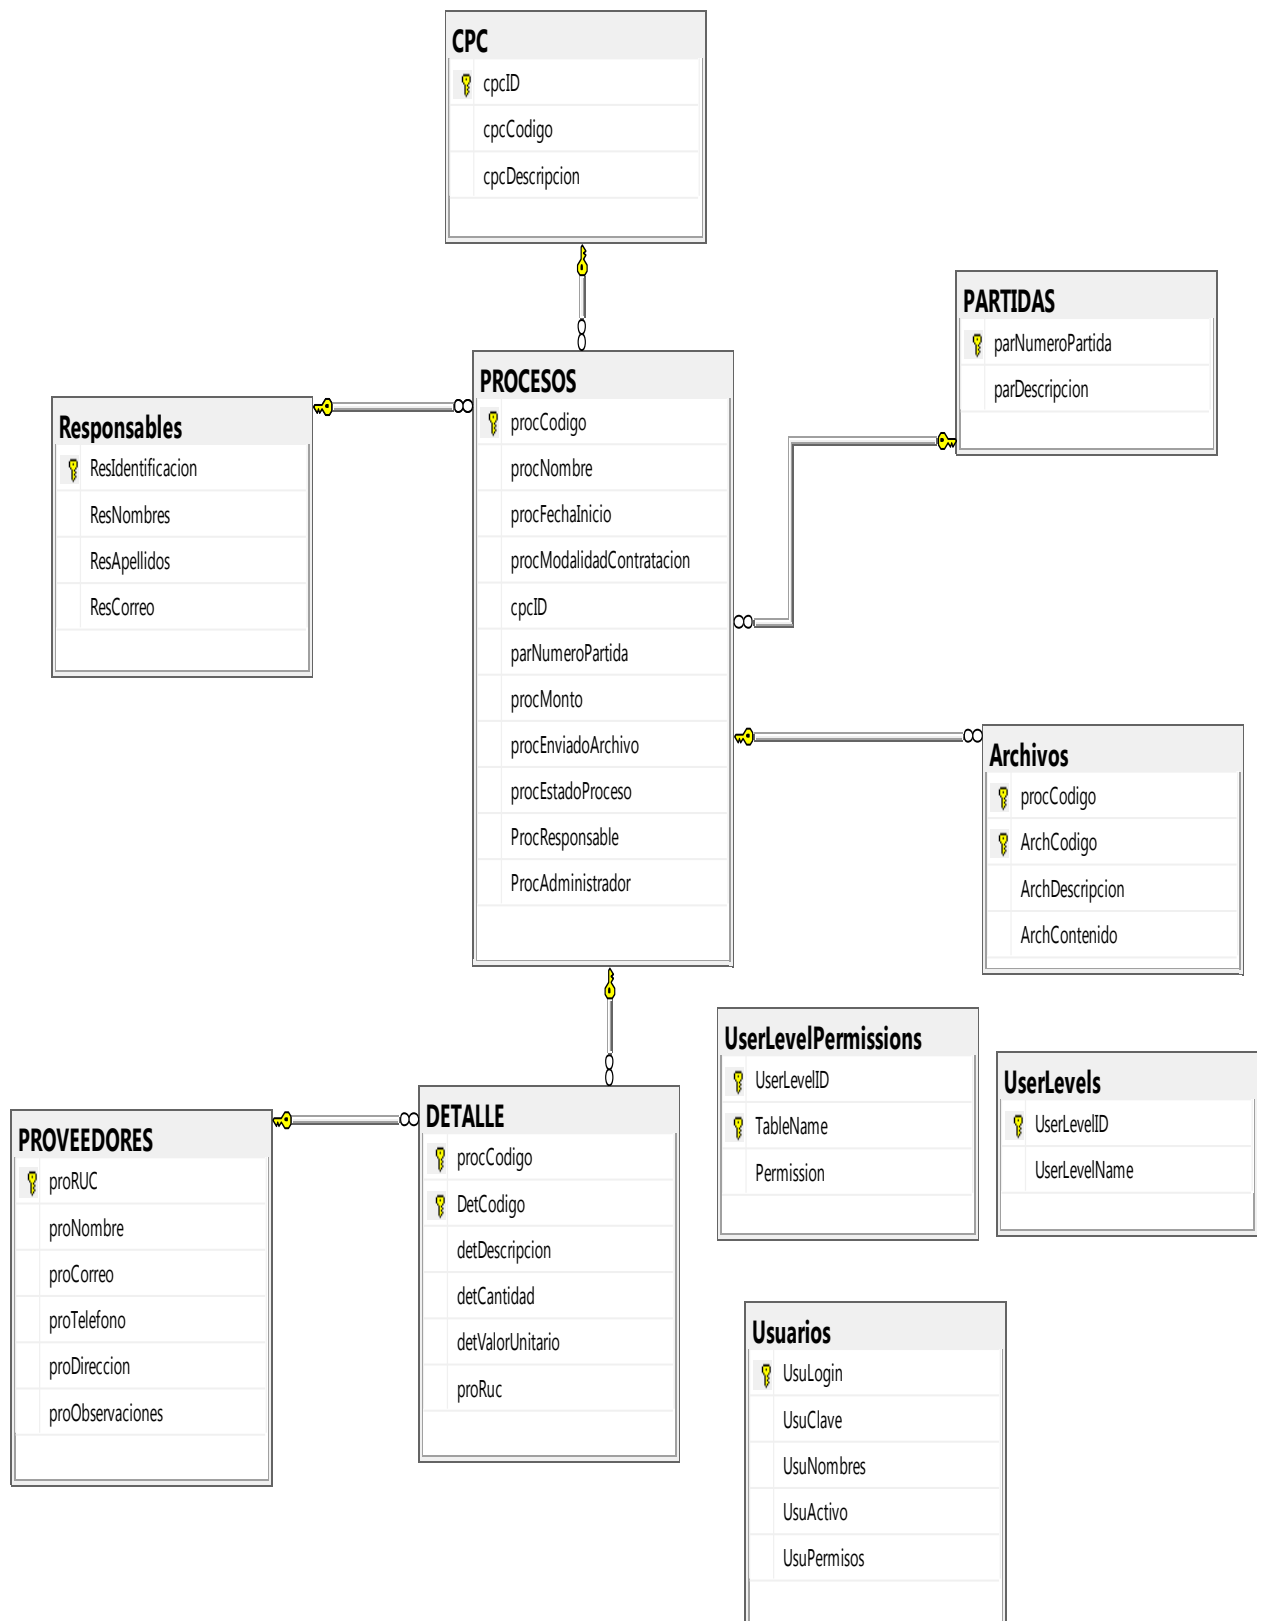 CPC
cpcID
cpcCodigo
cpcDescripcion
PARTIDAS
parNumeroPartida
parDescripcion
PROCESOS
procCodigo
procNombre
procFechaInicio
procModalidadContratacion
cpcID
parNumeroPartida
procMonto
procEnviadoArchivo
procEstadoProceso
ProcResponsable
ProcAdministrador
Responsables
ResIdentificacion
ResNombres
ResApellidos
ResCorreo
Archivos
procCodigo
ArchCodigo
ArchDescripcion
ArchContenido
UserLevelPermissions
UserLevelID
TableName
Permission
UserLevels
UserLevelID
UserLevelName
PROVEEDORES
proRUC
proNombre
proCorreo
proTelefono
proDireccion
proObservaciones
DETALLE
procCodigo
DetCodigo
detDescripcion
detCantidad
detValorUnitario
proRuc
Usuarios
UsuLogin
UsuClave
UsuNombres
UsuActivo
UsuPermisos